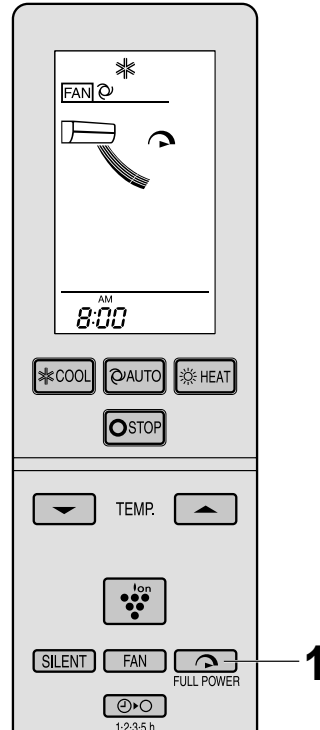 FAN
AM
8:00
COOL AUTO HEAT
STOP
TEMP.
ion
SILENT FAN
1
FULL POWER
1·2·3·5 h